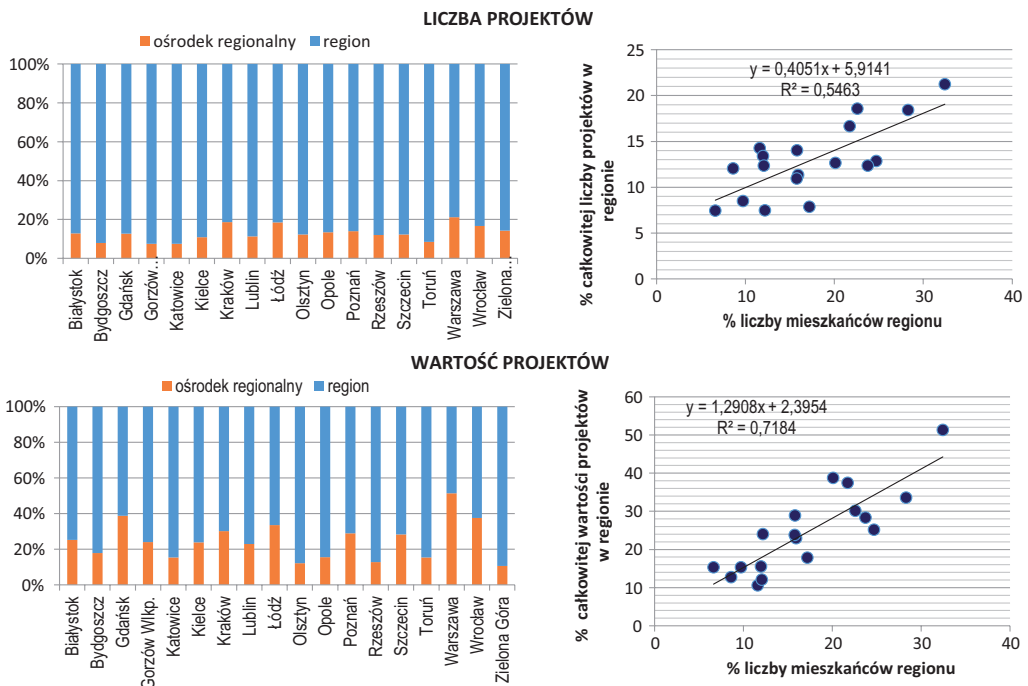 LICZBA PROJEKTÓW
ośrodek regionalny region
100%
80%
60%
40%
20%
0%
Białystok
Bydgoszcz
Gdańsk
Gorzów…
Katowice
Kielce
Kraków
Lublin
Łódź
Olsztyn
Opole
Poznań
Rzeszów
Szczecin
Toruń
Warszawa
Wrocław
Zielona…
% całkowitej liczby projektów w
regionie
25
20
15
10
5
0
y = 0,4051x + 5,9141
R² = 0,5463
0 10 20 30 40
% liczby mieszkańców regionu
WARTOŚĆ PROJEKTÓW
ośrodek regionalny region
100%
80%
60%
40%
20%
0%
Białystok
Bydgoszcz
Gdańsk
Gorzów Wlkp.
Katowice
Kielce
Kraków
Lublin
Łódź
Olsztyn
Opole
Poznań
Rzeszów
Szczecin
Toruń
Warszawa
Wrocław
Zielona Góra
% całkowitej wartości projektów
w regionie
60
50
40
30
20
10
0
y = 1,2908x + 2,3954
R² = 0,7184
0 10 20 30 40
% liczby mieszkańców regionu